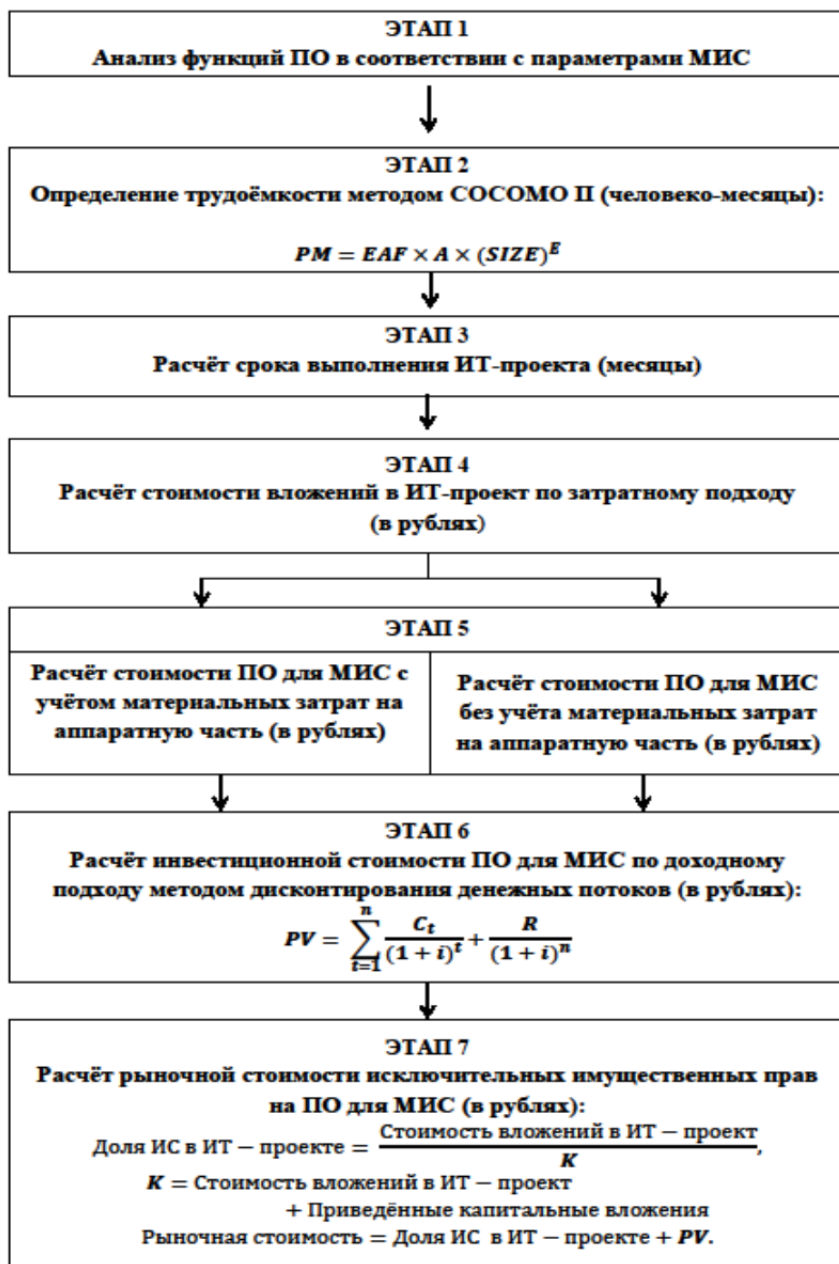 ЭТАП 1
Анализ функций ПО в соответствии с параметрами МИС
ЭТАП 2
Определение трудоёмкости методом COCOMO II (человеко-месяцы):
PM = EAF × A × (SIZE)^E
ЭТАП 3
Расчёт срока выполнения ИТ-проекта (месяцы)
ЭТАП 4
Расчёт стоимости вложений в ИТ-проект по затратному подходу
(в рублях)
ЭТАП 5
Расчёт стоимости ПО для МИС с
учётом материальных затрат на
аппаратную часть (в рублях)
Расчёт стоимости ПО для МИС
без учёта материальных затрат
на аппаратную часть (в рублях)
ЭТАП 6
Расчёт инвестиционной стоимости ПО для МИС по доходному
подходу методом дисконтирования денежных потоков (в рублях):
PV = ∑_{t=1}^{n} C_t/(1 + i)^t + R/(1 + i)^n
ЭТАП 7
Расчёт рыночной стоимости исключительных имущественных прав
на ПО для МИС (в рублях):
Доля ИС в ИТ − проекте = Стоимость вложений в ИТ − проект/K,
K = Стоимость вложений в ИТ − проект
+ Приведённые капитальные вложения
Рыночная стоимость = Доля ИС в ИТ − проекте + PV.